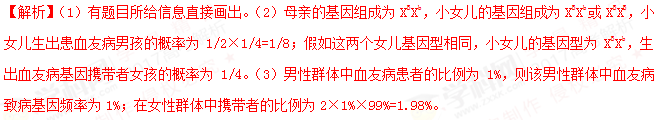 【解析】（1）有题目所给信息直接画出。（2）母亲的基因组成为 XᴴXʰ，小女儿的基因组成为 XᴴXʰ或 XᴴXᴴ，小
女儿生出患血友病男孩的概率为 1/2×1/4=1/8；假如这两个女儿基因型相同，小女儿的基因型为 XᴴXʰ，生
出血友病基因携带者女孩的概率为 1/4。（3）男性群体中血友病患者的比例为 1%，则该男性群体中血友病
致病基因频率为 1%；在女性群体中携带者的比例为 2×1%×99%=1.98%。